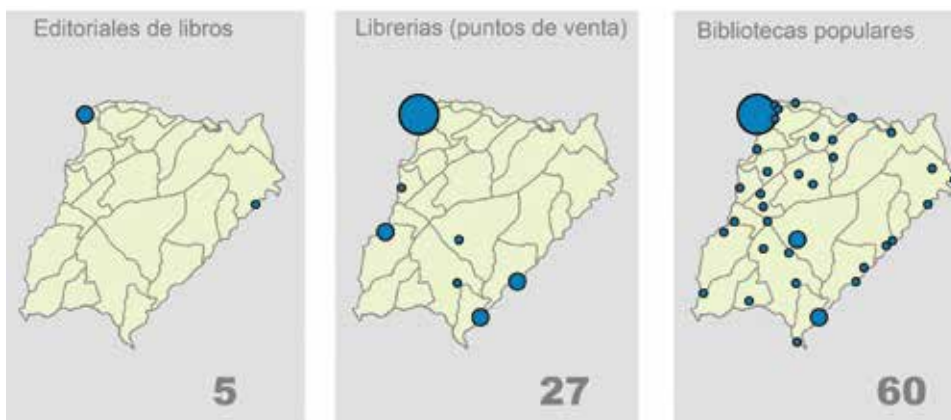 Editoriales de libros
Librerias (puntos de venta)
Bibliotecas populares
5
27
60